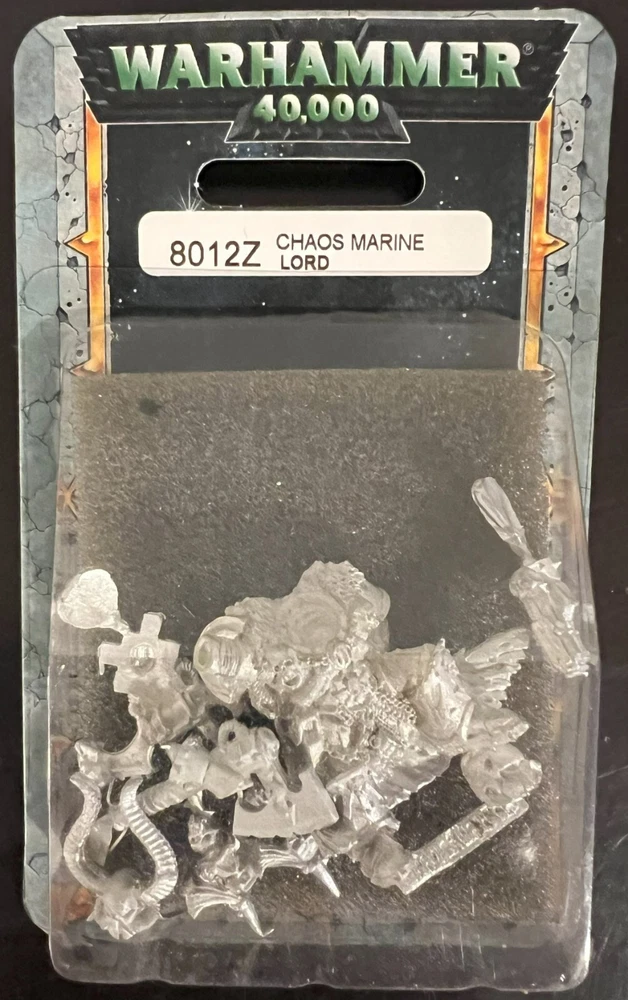 WARHAMMER®
40,000
8012Z CHAOS MARINE
LORD